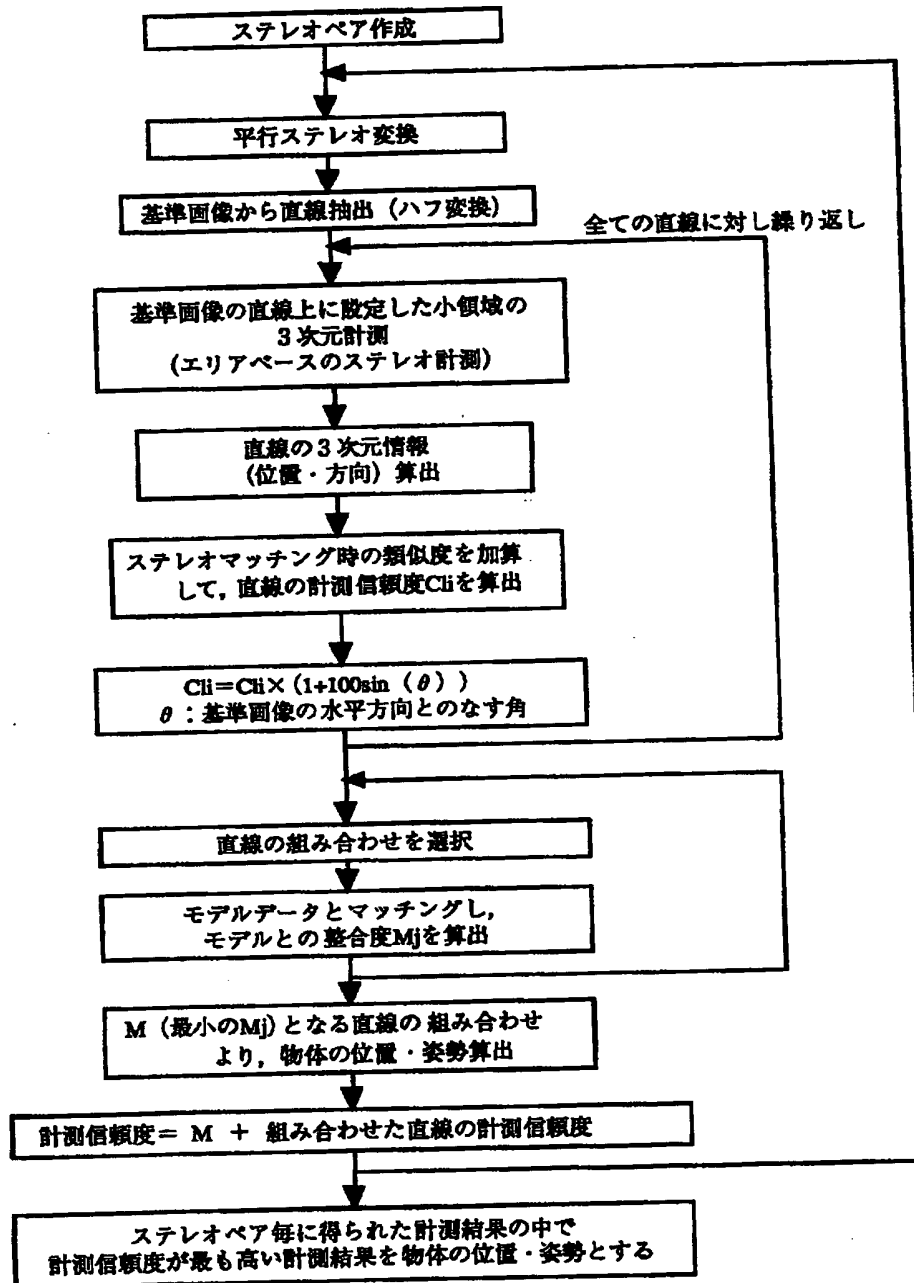 ステレオペア作成
平行ステレオ変換
基準画像から直線抽出（ハフ変換）
全ての直線に対し繰り返し
基準画像の直線上に設定した小領域の
３次元計測
（エリアベースのステレオ計測）
直線の３次元情報
（位置・方向）算出
ステレオマッチング時の類似度を加算
して，直線の計測信頼度Cliを算出
Cli＝Cli×（1+100sin（θ））
θ：基準画像の水平方向とのなす角
直線の組み合わせを選択
モデルデータとマッチングし，
モデルとの整合度Mjを算出
M（最小のMj）となる直線の組み合わせ
より，物体の位置・姿勢算出
計測信頼度＝ M ＋ 組み合わせた直線の計測信頼度
ステレオペア毎に得られた計測結果の中で
計測信頼度が最も高い計測結果を物体の位置・姿勢とする